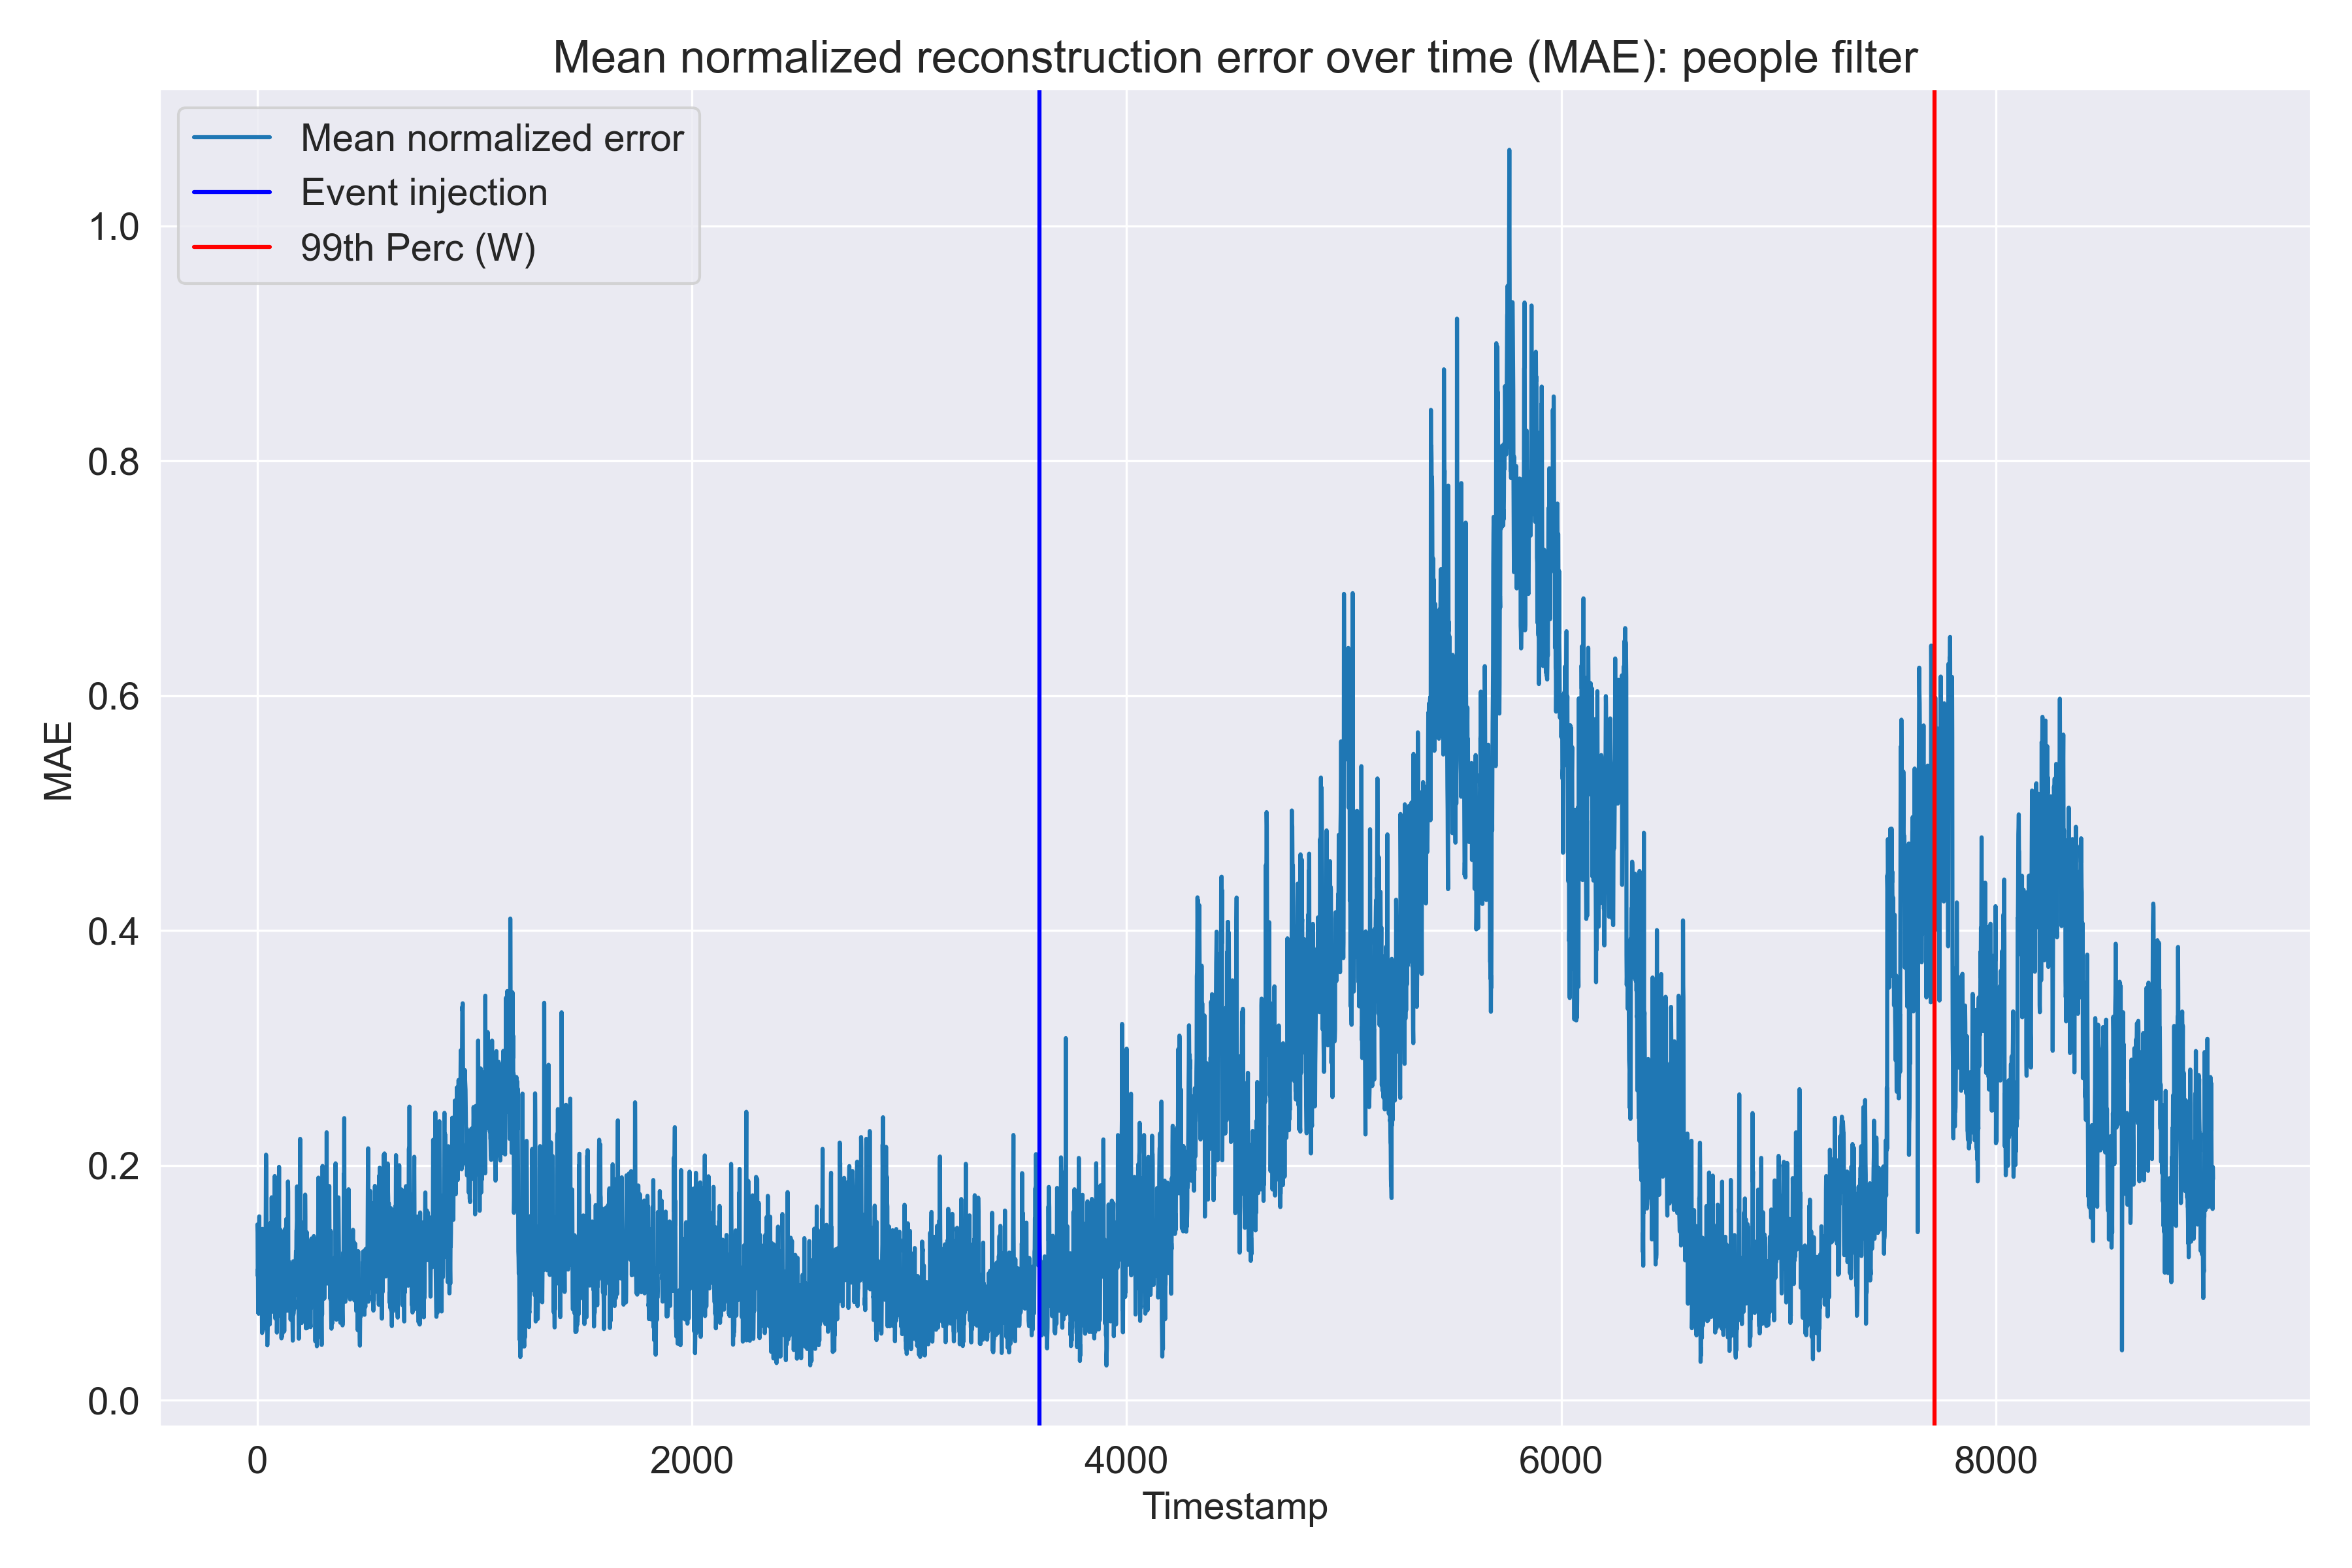 Mean normalized reconstruction error over time (MAE): people filter
Mean normalized error
Event injection
99th Perc (W)
1.0
0.8
0.6
0.4
0.2
0.0
MAE
0 2000 4000 6000 8000
Timestamp